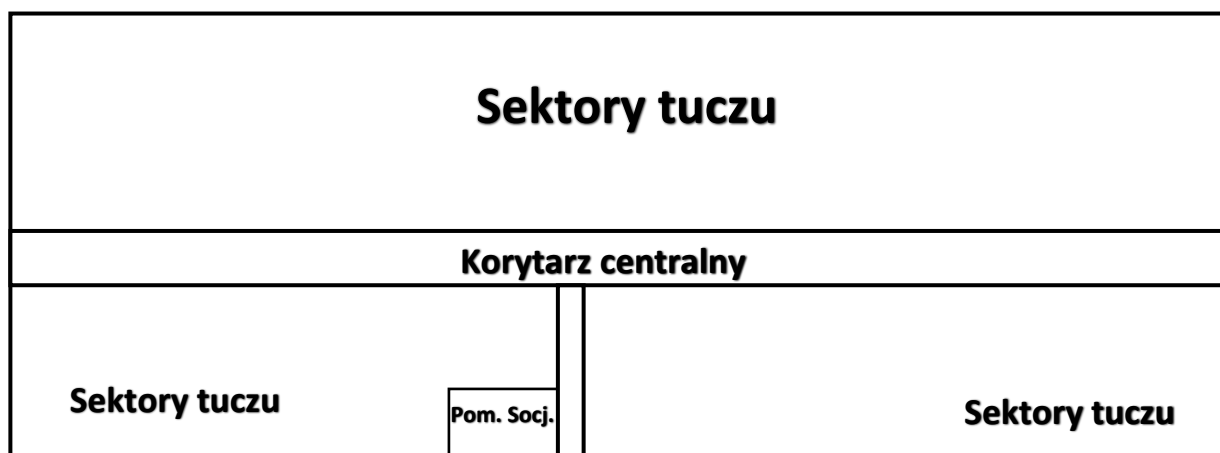 Sektory tuczu
Korytarz centralny
Sektory tuczu
Pom. Socj.
Sektory tuczu